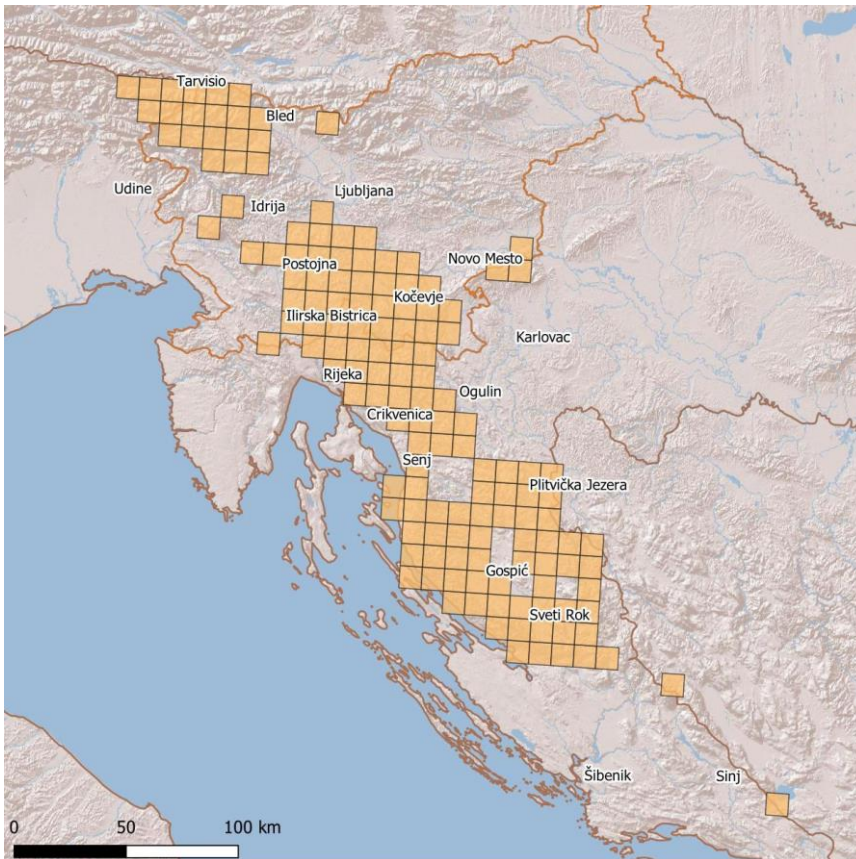 Tarvisio
Bled
Udine
Ljubljana
Idrija
Novo Mesto
Postojna
Kočevje
Ilirska Bistrica
Karlovac
Rijeka
Ogulin
Crikvenica
Senj
Plitvička Jezera
Gospić
Sveti Rok
Šibenik
Sinj
0
50
100 km